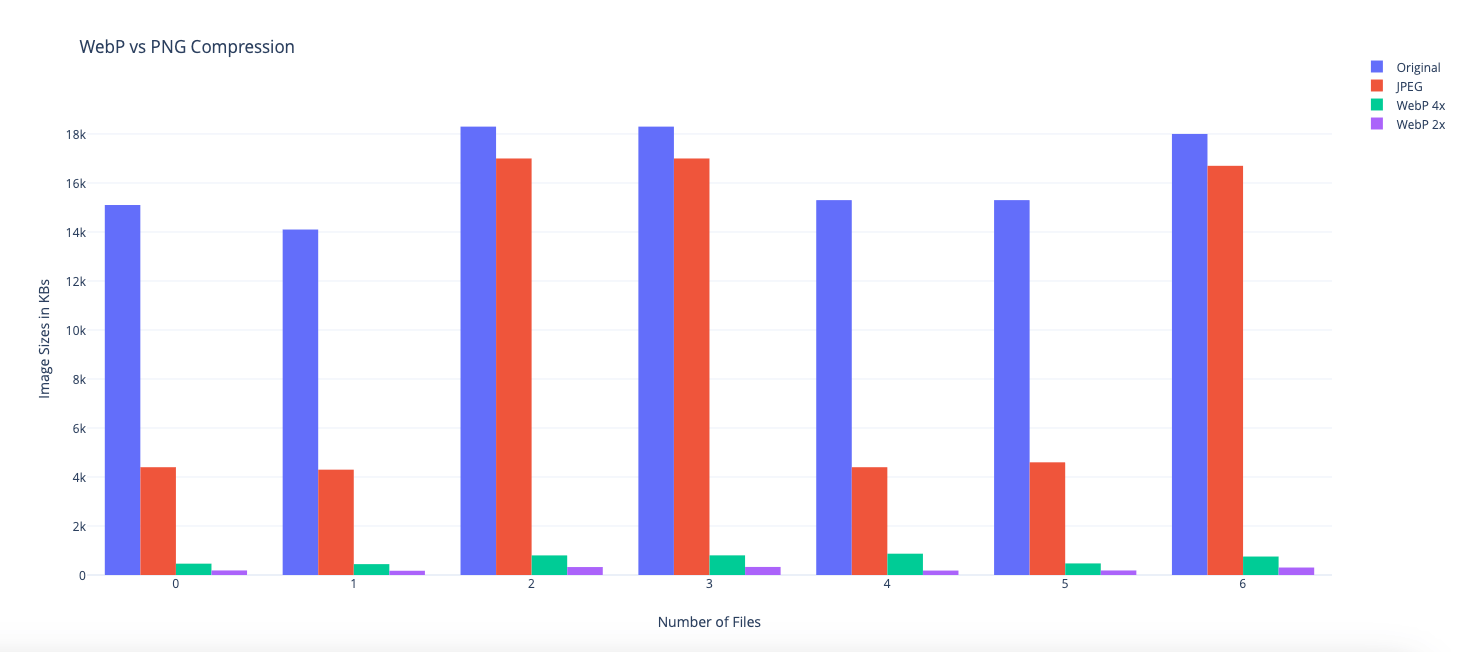 WebP vs PNG Compression
Original
JPEG
WebP 4x
WebP 2x
18k
16k
14k
12k
10k
8k
6k
4k
2k
0
Image Sizes in KBs
0 1 2 3 4 5 6
Number of Files